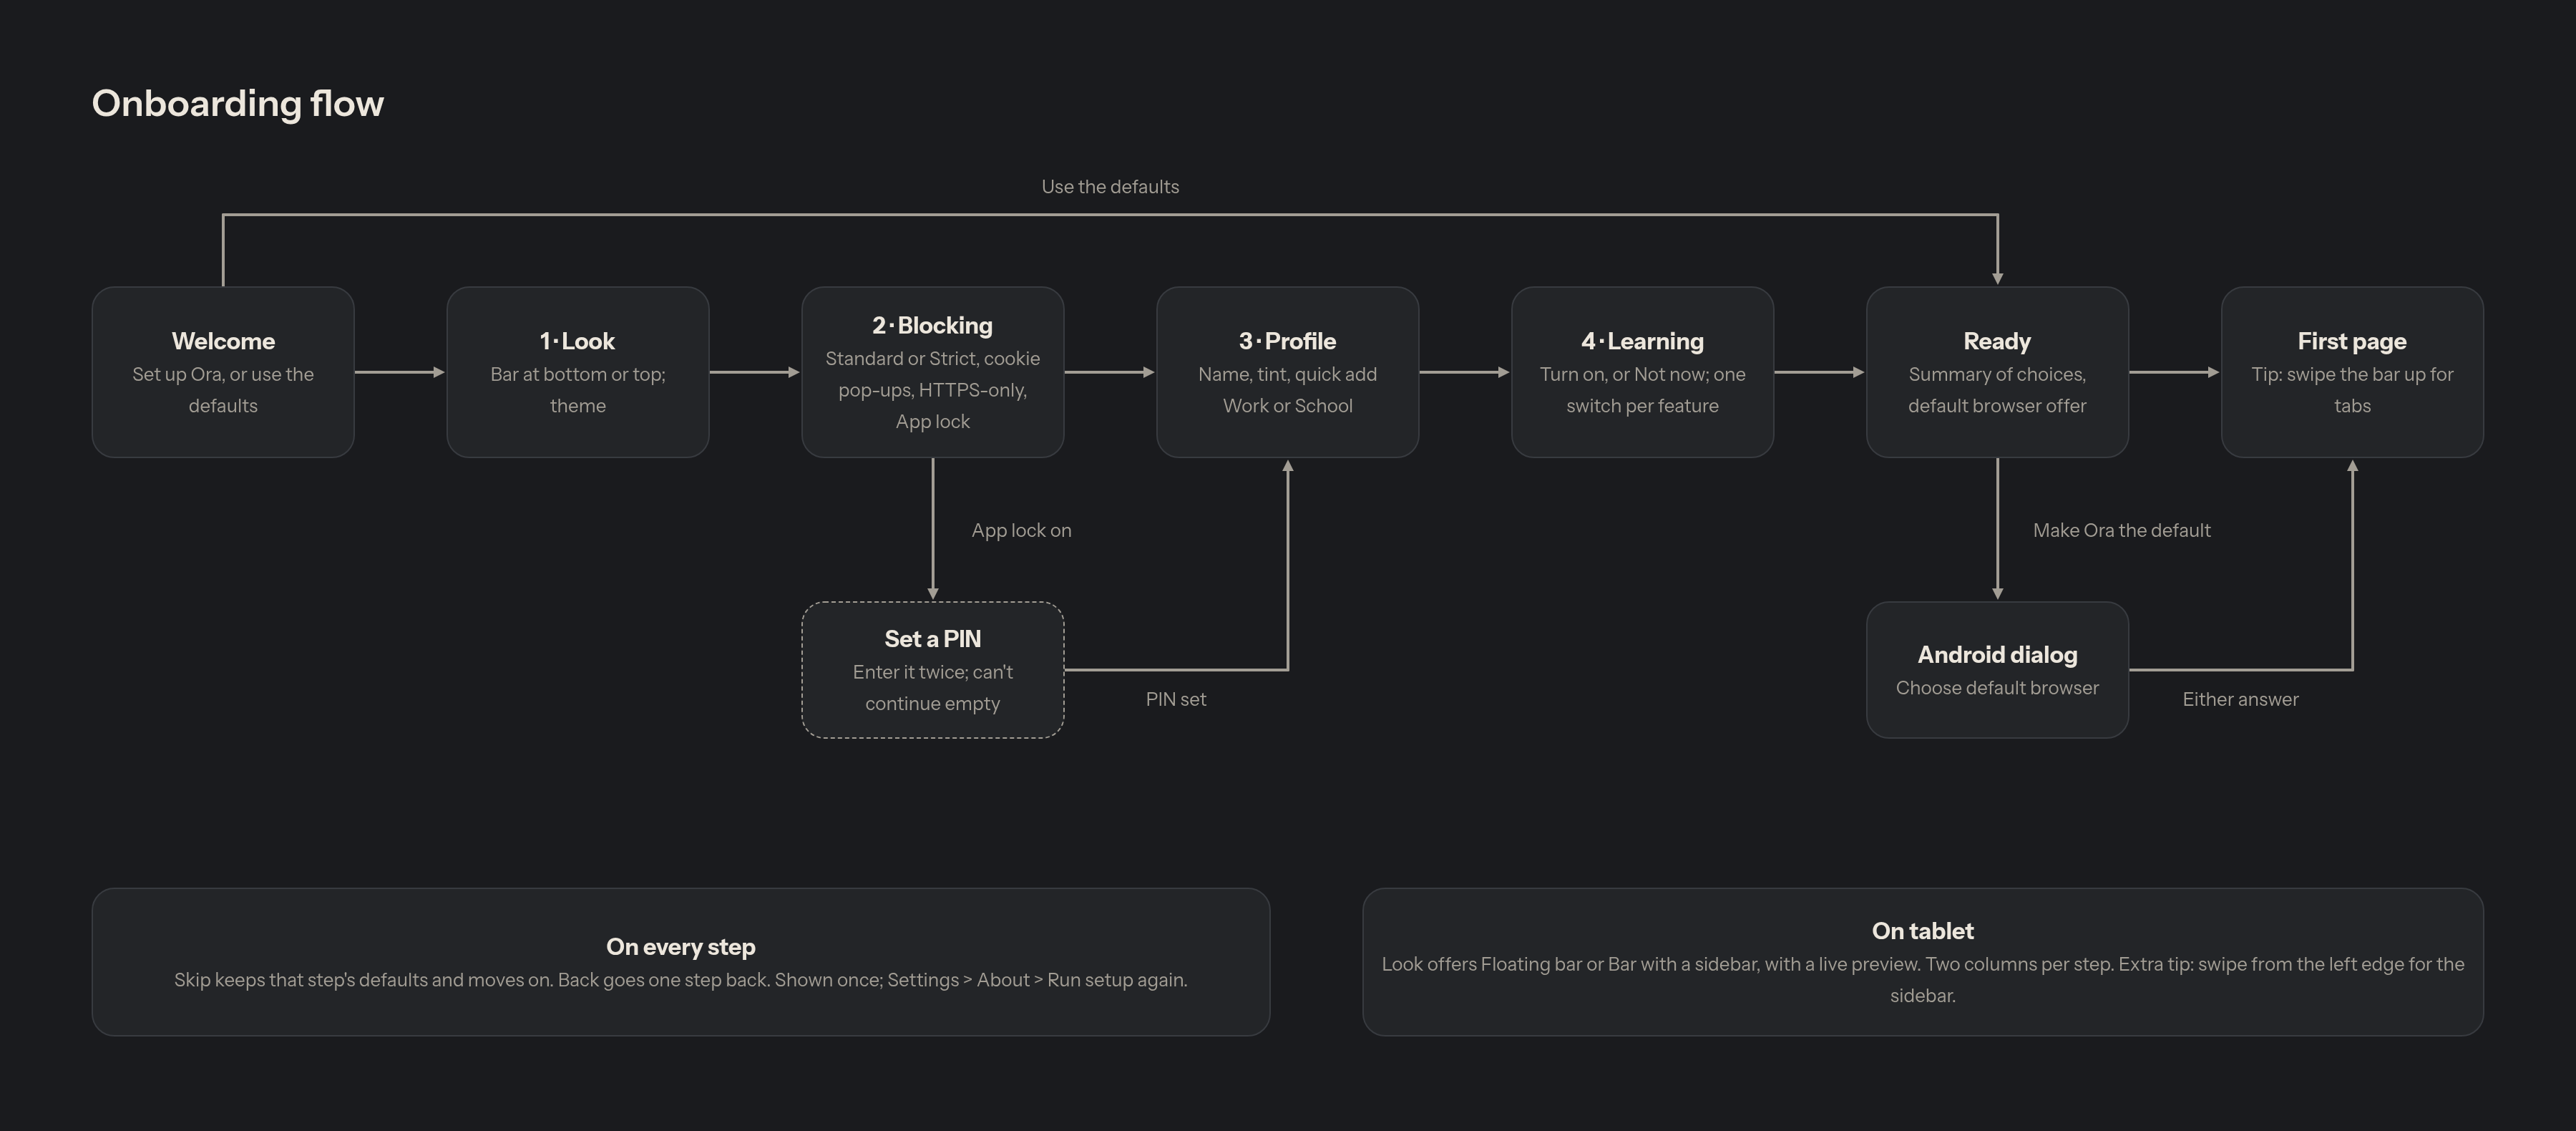 Onboarding flow
Use the defaults
Welcome
Set up Ora, or use the
defaults
1 · Look
Bar at bottom or top;
theme
2 · Blocking
Standard or Strict, cookie
pop-ups, HTTPS-only,
App lock
3 · Profile
Name, tint, quick add
Work or School
4 · Learning
Turn on, or Not now; one
switch per feature
Ready
Summary of choices,
default browser offer
First page
Tip: swipe the bar up for
tabs
App lock on
Make Ora the default
Set a PIN
Enter it twice; can't
continue empty
PIN set
Android dialog
Choose default browser
Either answer
On every step
Skip keeps that step's defaults and moves on. Back goes one step back. Shown once; Settings > About > Run setup again.
On tablet
Look offers Floating bar or Bar with a sidebar, with a live preview. Two columns per step. Extra tip: swipe from the left edge for the
sidebar.